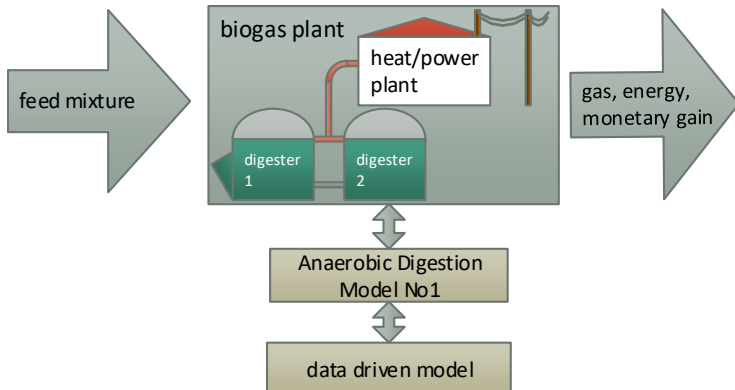 biogas plant
heat/power
plant
feed mixture
gas, energy,
monetary gain
digester
1
digester
2
Anaerobic Digestion
Model No1
data driven model